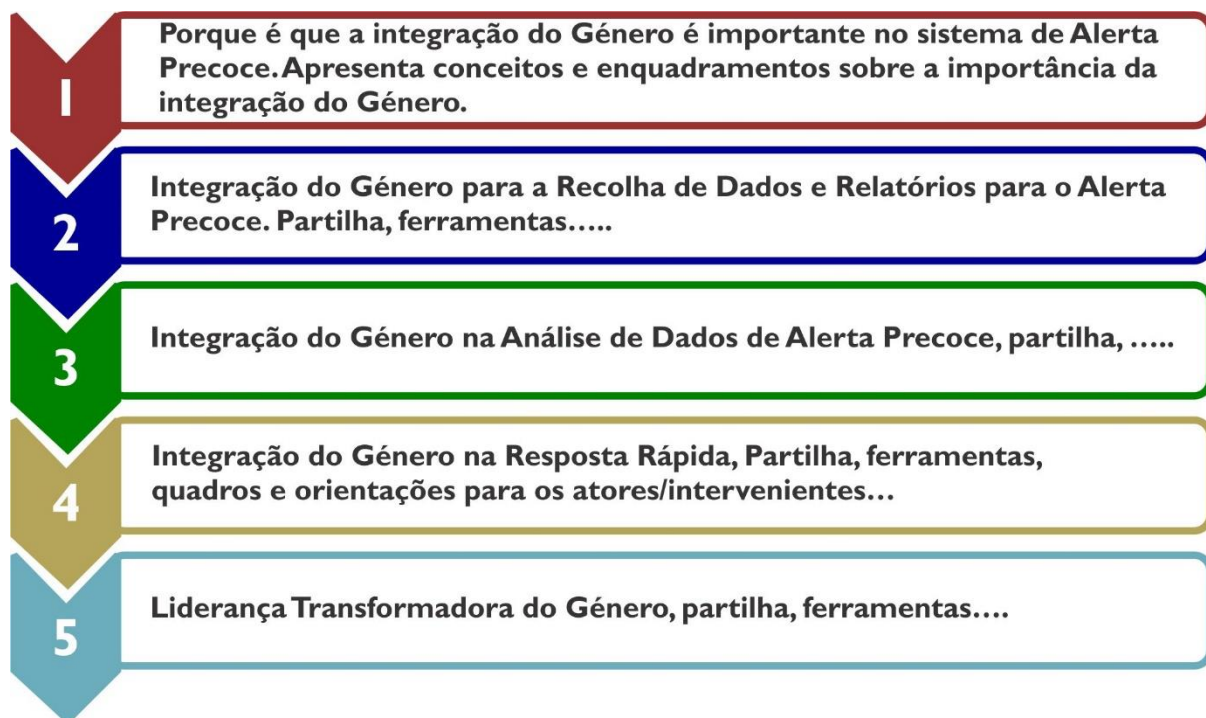 1
Porque é que a integração do Género é importante no sistema de Alerta
Precoce. Apresenta conceitos e enquadramentos sobre a importância da
integração do Género.
2
Integração do Género para a Recolha de Dados e Relatórios para o Alerta
Precoce. Partilha, ferramentas…..
3
Integração do Género na Análise de Dados de Alerta Precoce, partilha, …..
4
Integração do Género na Resposta Rápida, Partilha, ferramentas,
quadros e orientações para os atores/intervenientes…
5
Liderança Transformadora do Género, partilha, ferramentas….